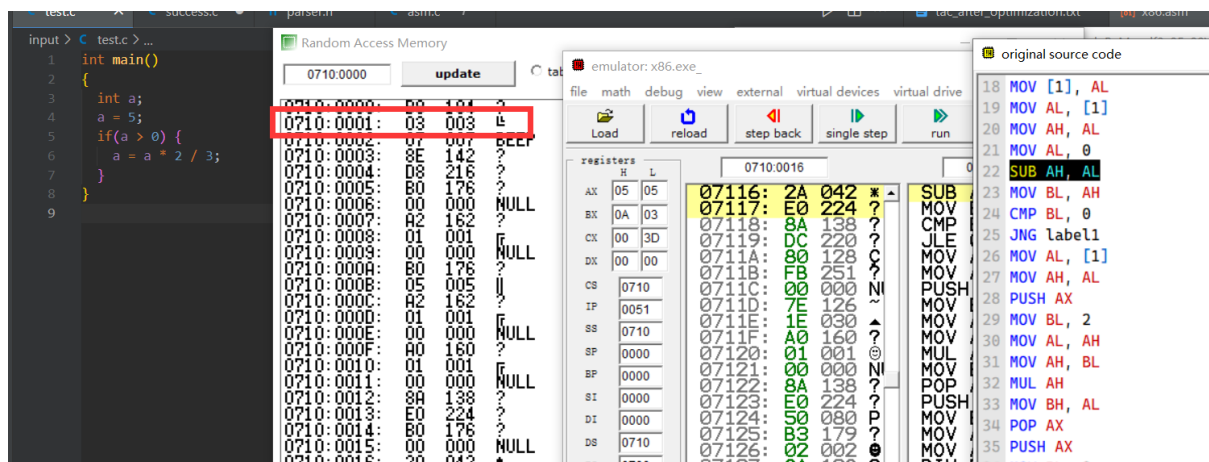 test.c success.c parser.h asm.c 7 tac_after_optimization.txt x86.asm
input > C test.c > ...
1 int main()
2 {
3 int a;
4 a = 5;
5 if(a > 0) {
6 a = a * 2 / 3;
7 }
8 }
9
Random Access Memory
0710:0000 update
0710:0001: 03 003
0710:0002: 07 007 BEEP
0710:0003: 8E 142 ?
0710:0004: D8 216 ?
0710:0005: B0 176 ?
0710:0006: 00 000 NULL
0710:0007: A2 162 ?
0710:0008: 01 001
0710:0009: 00 000 NULL
0710:000A: B0 176 ?
0710:000B: 05 005
0710:000C: A2 162 ?
0710:000D: 01 001
0710:000E: 00 000 NULL
0710:000F: A0 160 ?
0710:0010: 01 001
0710:0011: 00 000 NULL
0710:0012: 8A 138 ?
0710:0013: E0 224 ?
0710:0014: B0 176 ?
0710:0015: 00 000 NULL
emulator: x86.exe_
file math debug view external virtual devices virtual drive
Load reload step back single step run
registers
H L
AX 05 05
BX 0A 03
CX 00 3D
DX 00 00
CS 0710
IP 0051
SS 0710
SP 0000
BP 0000
SI 0000
DI 0000
DS 0710
0710:0016
07116: 2A 042 *
07117: E0 224 ?
07118: 8A 138 ?
07119: DC 220 ?
0711A: 80 128 Ç
0711B: FB 251 ?
0711C: 00 000
0711D: 7E 126 ~
0711E: 1E 030 ▲
0711F: A0 160 ?
07120: 01 001 ☺
07121: 00 000
07122: 8A 138 ?
07123: E0 224 ?
07124: 50 080 P
07125: B3 179 ?
07126: 02 002 ☻
SUB
MOV
CMP
JLE
MOV
MOV
PUSH
MOV
MOV
MOV
MUL
MOV
POP
PUSH
MOV
MOV
original source code
18 MOV [1], AL
19 MOV AL, [1]
20 MOV AH, AL
21 MOV AL, 0
22 SUB AH, AL
23 MOV BL, AH
24 CMP BL, 0
25 JNG label1
26 MOV AL, [1]
27 MOV AH, AL
28 PUSH AX
29 MOV BL, 2
30 MOV AL, AH
31 MOV AH, BL
32 MUL AH
33 MOV BH, AL
34 POP AX
35 PUSH AX